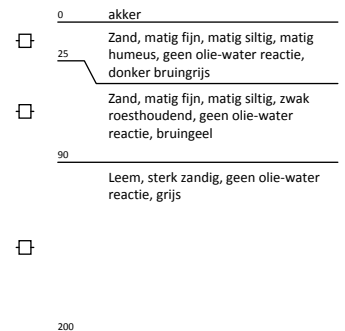 0 akker
Zand, matig fijn, matig siltig, matig
humeus, geen olie-water reactie,
donker bruingrijs
25
Zand, matig fijn, matig siltig, zwak
roesthoudend, geen olie-water
reactie, bruingeel
90
Leem, sterk zandig, geen olie-water
reactie, grijs
200